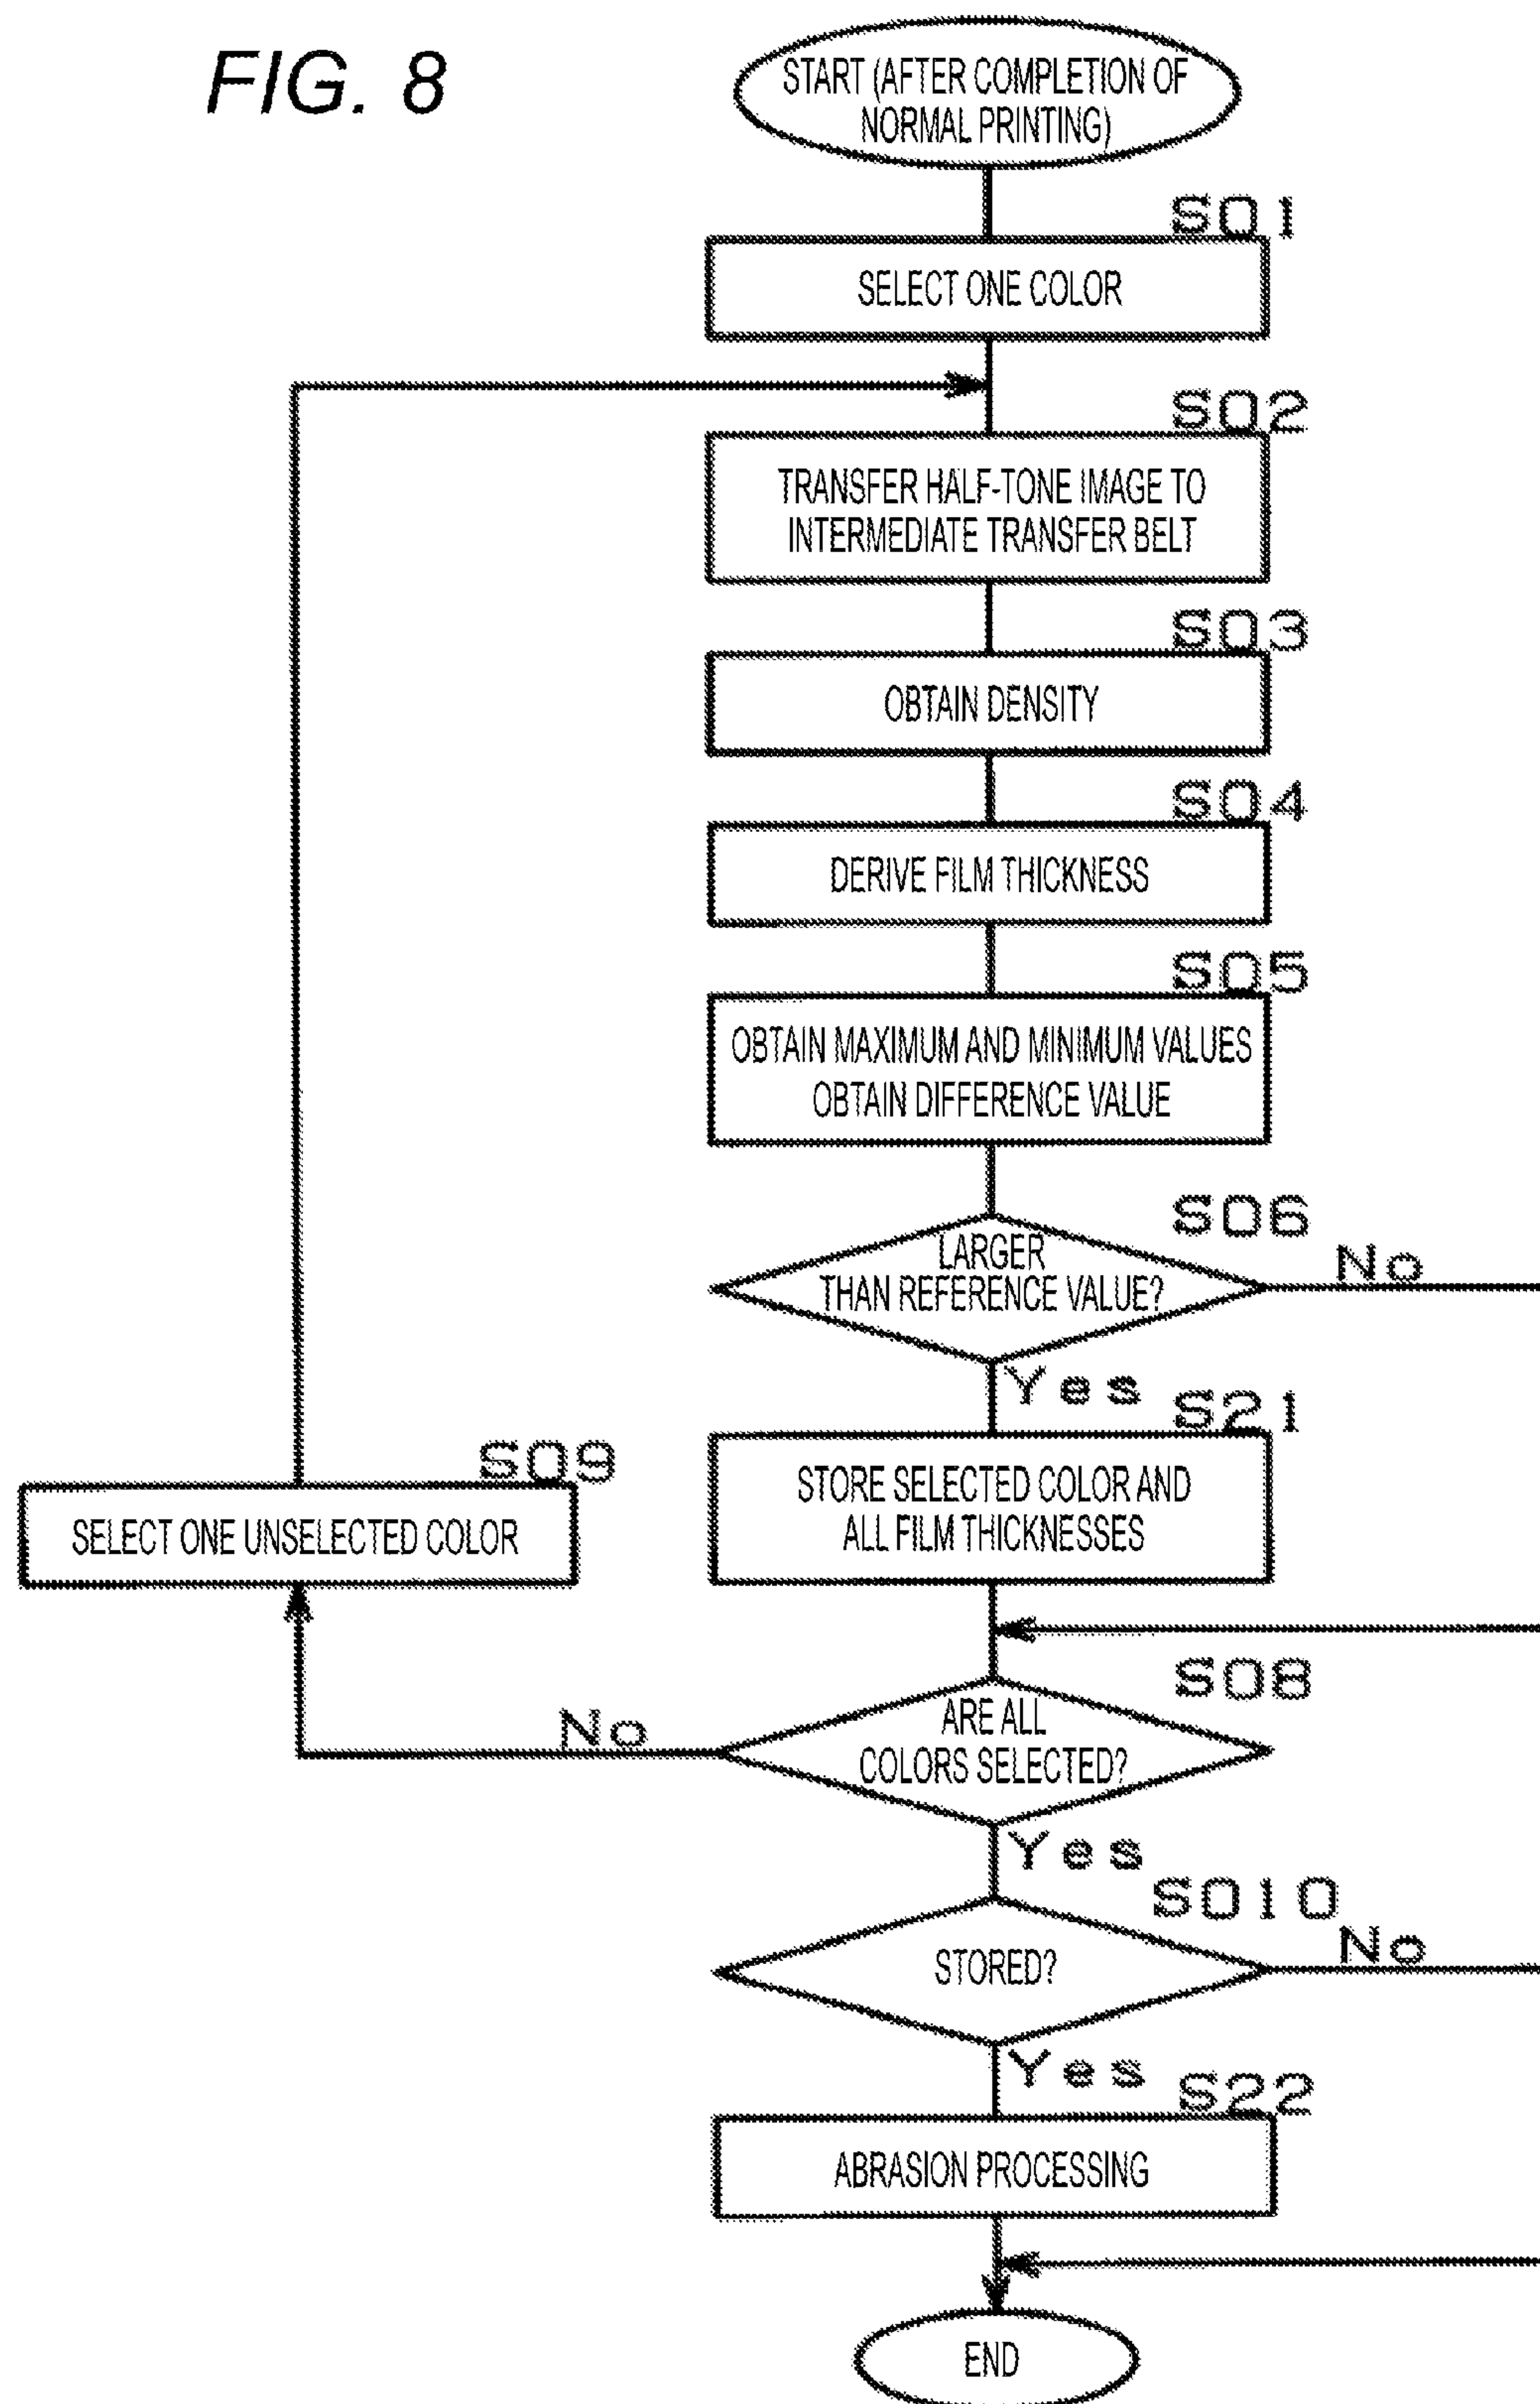 FIG. 8
START (AFTER COMPLETION OF
NORMAL PRINTING)
S01
SELECT ONE COLOR
S02
TRANSFER HALF-TONE IMAGE TO
INTERMEDIATE TRANSFER BELT
S03
OBTAIN DENSITY
S04
DERIVE FILM THICKNESS
S05
OBTAIN MAXIMUM AND MINIMUM VALUES
OBTAIN DIFFERENCE VALUE
S06
LARGER
THAN REFERENCE VALUE?
No
Yes
S21
STORE SELECTED COLOR AND
ALL FILM THICKNESSES
S09
SELECT ONE UNSELECTED COLOR
S08
ARE ALL
COLORS SELECTED?
No
Yes
S010
STORED?
No
Yes
S22
ABRASION PROCESSING
END